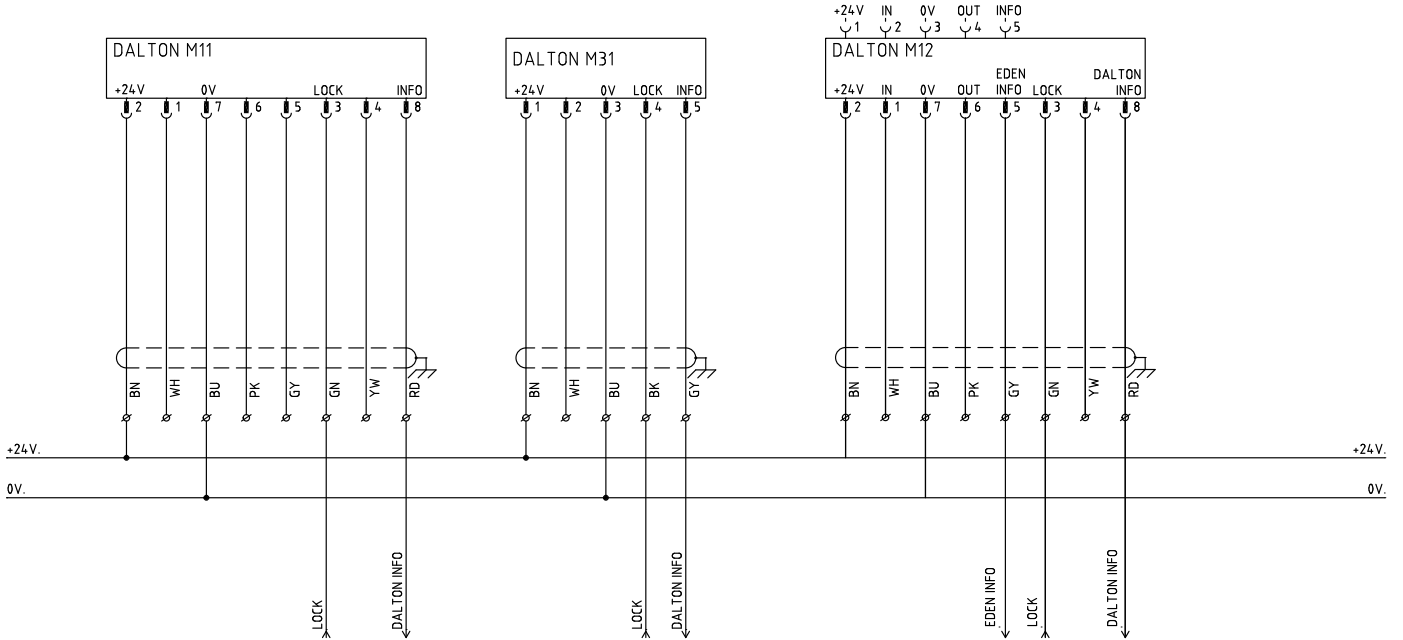 +24V IN 0V OUT INFO
1 2 3 4 5
DALTON M11 DALTON M31 DALTON M12
EDEN DALTON
+24V 0V LOCK INFO +24V 0V LOCK INFO +24V IN 0V OUT INFO LOCK INFO
2 1 7 6 5 3 4 8 1 2 3 4 5 2 1 7 6 5 3 4 8
BN WH BU PK GY GN YW RD BN WH BU BK GY BN WH BU PK GY GN YW RD
+24V. +24V.
0V. 0V.
LOCK DALTON INFO LOCK DALTON INFO EDEN INFO LOCK DALTON INFO